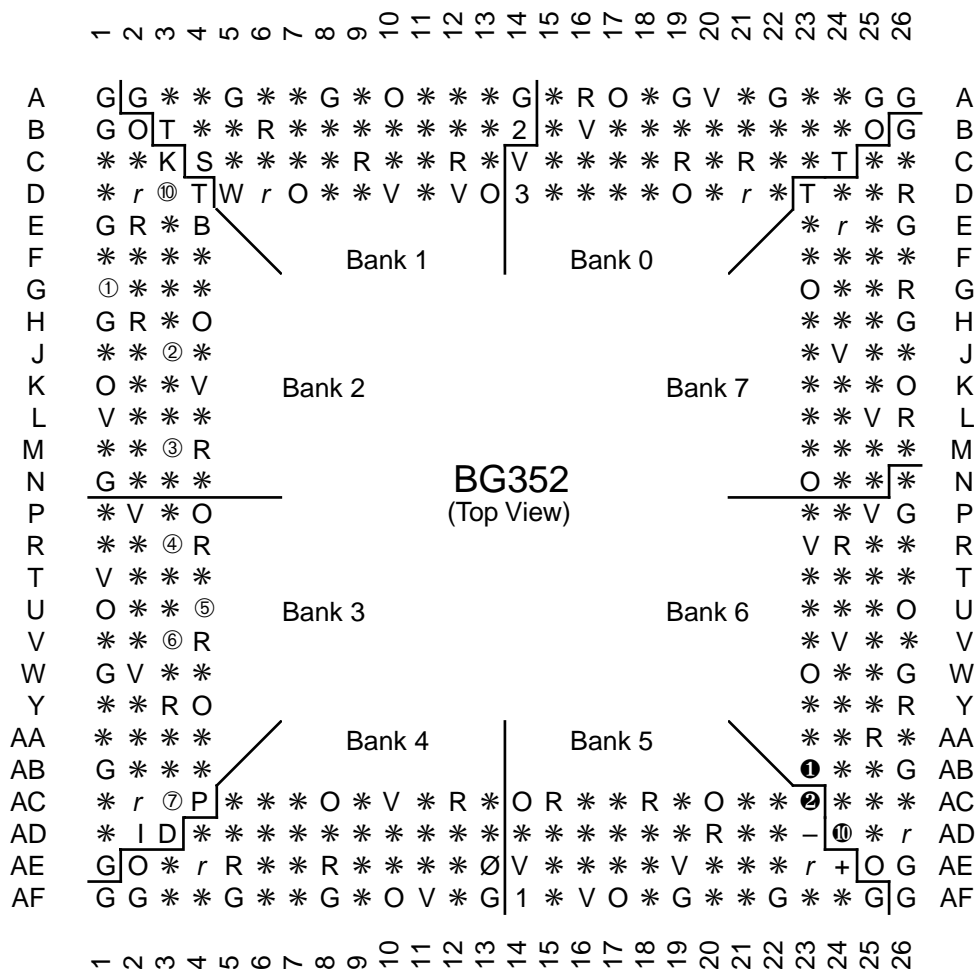 1 2 3 4 5 6 7 8 9 10 11 12 13 14 15 16 17 18 19 20 21 22 23 24 25 26
A G G ✳ ✳ G ✳ ✳ G ✳ O ✳ ✳ ✳ G ✳ R O ✳ G V ✳ G ✳ ✳ G G A
B G O T ✳ ✳ R ✳ ✳ ✳ ✳ ✳ ✳ ✳ 2 ✳ V ✳ ✳ ✳ ✳ ✳ ✳ ✳ ✳ O G B
C ✳ ✳ K S ✳ ✳ ✳ ✳ R ✳ ✳ R ✳ V ✳ ✳ ✳ ✳ R ✳ R ✳ ✳ T ✳ ✳ C
D ✳ r ⑩ T W r O ✳ ✳ V ✳ V O 3 ✳ ✳ ✳ ✳ O ✳ r ✳ T ✳ ✳ R D
E G R ✳ B ✳ r ✳ G E
F ✳ ✳ ✳ ✳ Bank 1 Bank 0 ✳ ✳ ✳ ✳ F
G ① ✳ ✳ ✳ O ✳ ✳ R G
H G R ✳ O ✳ ✳ ✳ G H
J ✳ ✳ ② ✳ ✳ V ✳ ✳ J
K O ✳ ✳ V Bank 2 Bank 7 ✳ ✳ ✳ O K
L V ✳ ✳ ✳ ✳ ✳ V R L
M ✳ ✳ ③ R ✳ ✳ ✳ ✳ M
N G ✳ ✳ ✳ BG352 O ✳ ✳ ✳ N
P ✳ V ✳ O (Top View) ✳ ✳ V G P
R ✳ ✳ ④ R V R ✳ ✳ R
T V ✳ ✳ ✳ ✳ ✳ ✳ ✳ T
U O ✳ ✳ ⑤ Bank 3 Bank 6 ✳ ✳ ✳ O U
V ✳ ✳ ⑥ R ✳ V ✳ ✳ V
W G V ✳ ✳ O ✳ ✳ G W
Y ✳ ✳ R O ✳ ✳ ✳ R Y
AA ✳ ✳ ✳ ✳ Bank 4 Bank 5 ✳ ✳ R ✳ AA
AB G ✳ ✳ ✳ ❶ ✳ ✳ G AB
AC ✳ r ⑦ P ✳ ✳ ✳ O ✳ V ✳ R ✳ O R ✳ ✳ R ✳ O ✳ ✳ ❷ ✳ ✳ ✳ AC
AD ✳ I D ✳ ✳ ✳ ✳ ✳ ✳ ✳ ✳ ✳ ✳ ✳ ✳ ✳ ✳ ✳ ✳ R ✳ ✳ – ❿ ✳ r AD
AE G O ✳ r R ✳ ✳ R ✳ ✳ ✳ ✳ Ø V ✳ ✳ ✳ ✳ V ✳ ✳ ✳ r + O G AE
AF G G ✳ ✳ G ✳ ✳ G ✳ O V ✳ G 1 ✳ V O ✳ G ✳ ✳ G ✳ ✳ G G AF
1 2 3 4 5 6 7 8 9 10 11 12 13 14 15 16 17 18 19 20 21 22 23 24 25 26